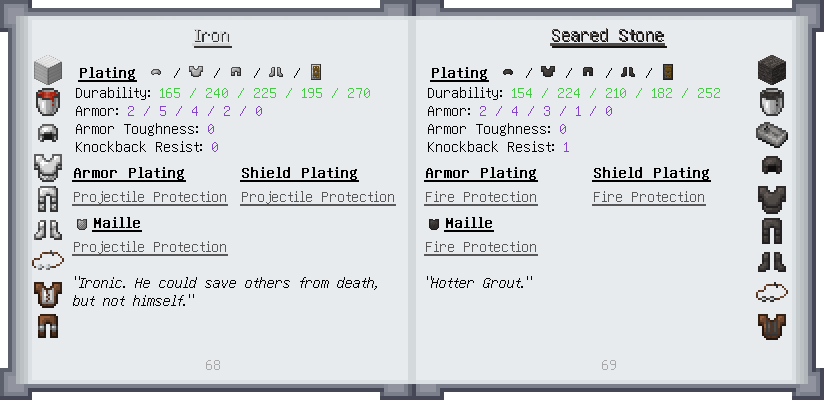 Iron
Plating / / / /
Durability: 165 / 240 / 225 / 195 / 270
Armor: 2 / 5 / 4 / 2 / 0
Armor Toughness: 0
Knockback Resist: 0
Armor Plating Shield Plating
Projectile Protection Projectile Protection
Maille
Projectile Protection
"Ironic. He could save others from death,
but not himself."
68
Seared Stone
Plating / / / /
Durability: 154 / 224 / 210 / 182 / 252
Armor: 2 / 4 / 3 / 1 / 0
Armor Toughness: 0
Knockback Resist: 1
Armor Plating Shield Plating
Fire Protection Fire Protection
Maille
Fire Protection
"Hotter Grout."
69